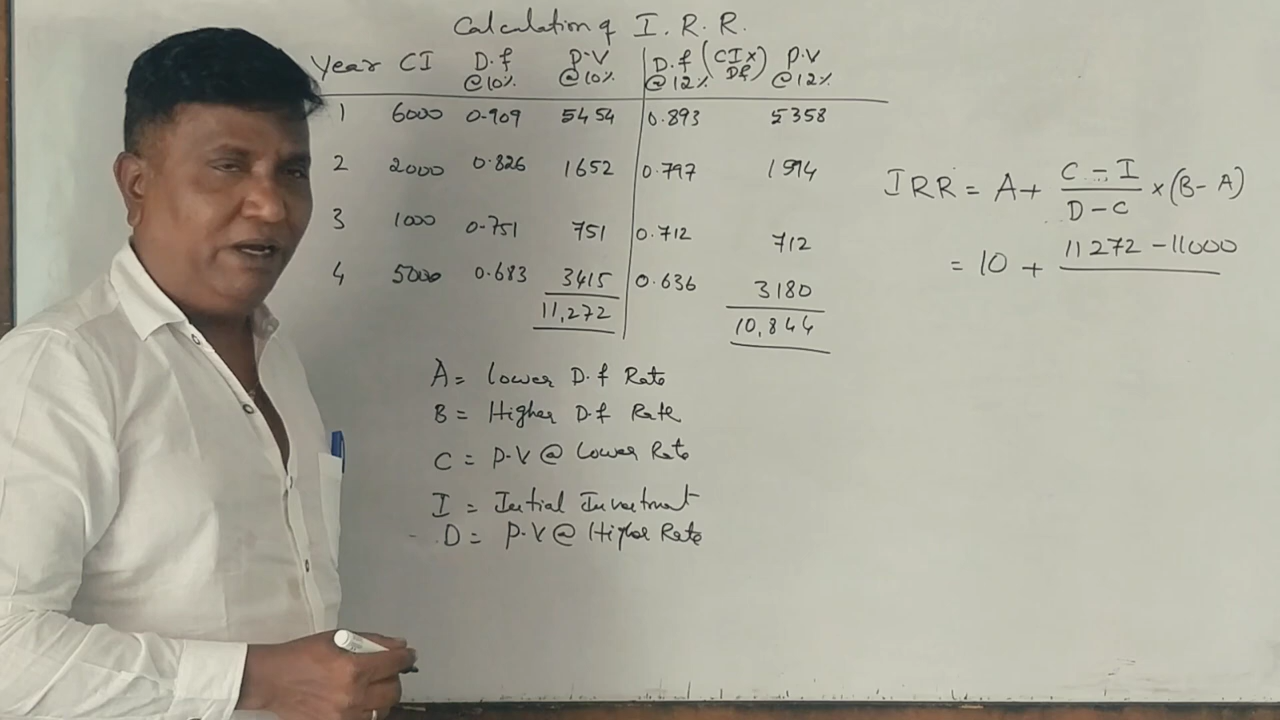 Calculation of I. R. R.
Year CI D.f @10% P.V @10% D.f @12% (CI× Df) P.V @12%
1 6000 0.909 5454 0.893 5358
2 2000 0.826 1652 0.797 1594
3 1000 0.751 751 0.712 712
4 5000 0.683 3415 0.636 3180
11,272 10,844
A = Lower D.f Rate
B = Higher D.f Rate
C = P.V @ Lower Rate
I = Initial Investment
D = P.V @ Higher Rate
IRR = A+ C - I / D - C × (B - A)
= 10 + 11272 - 11000